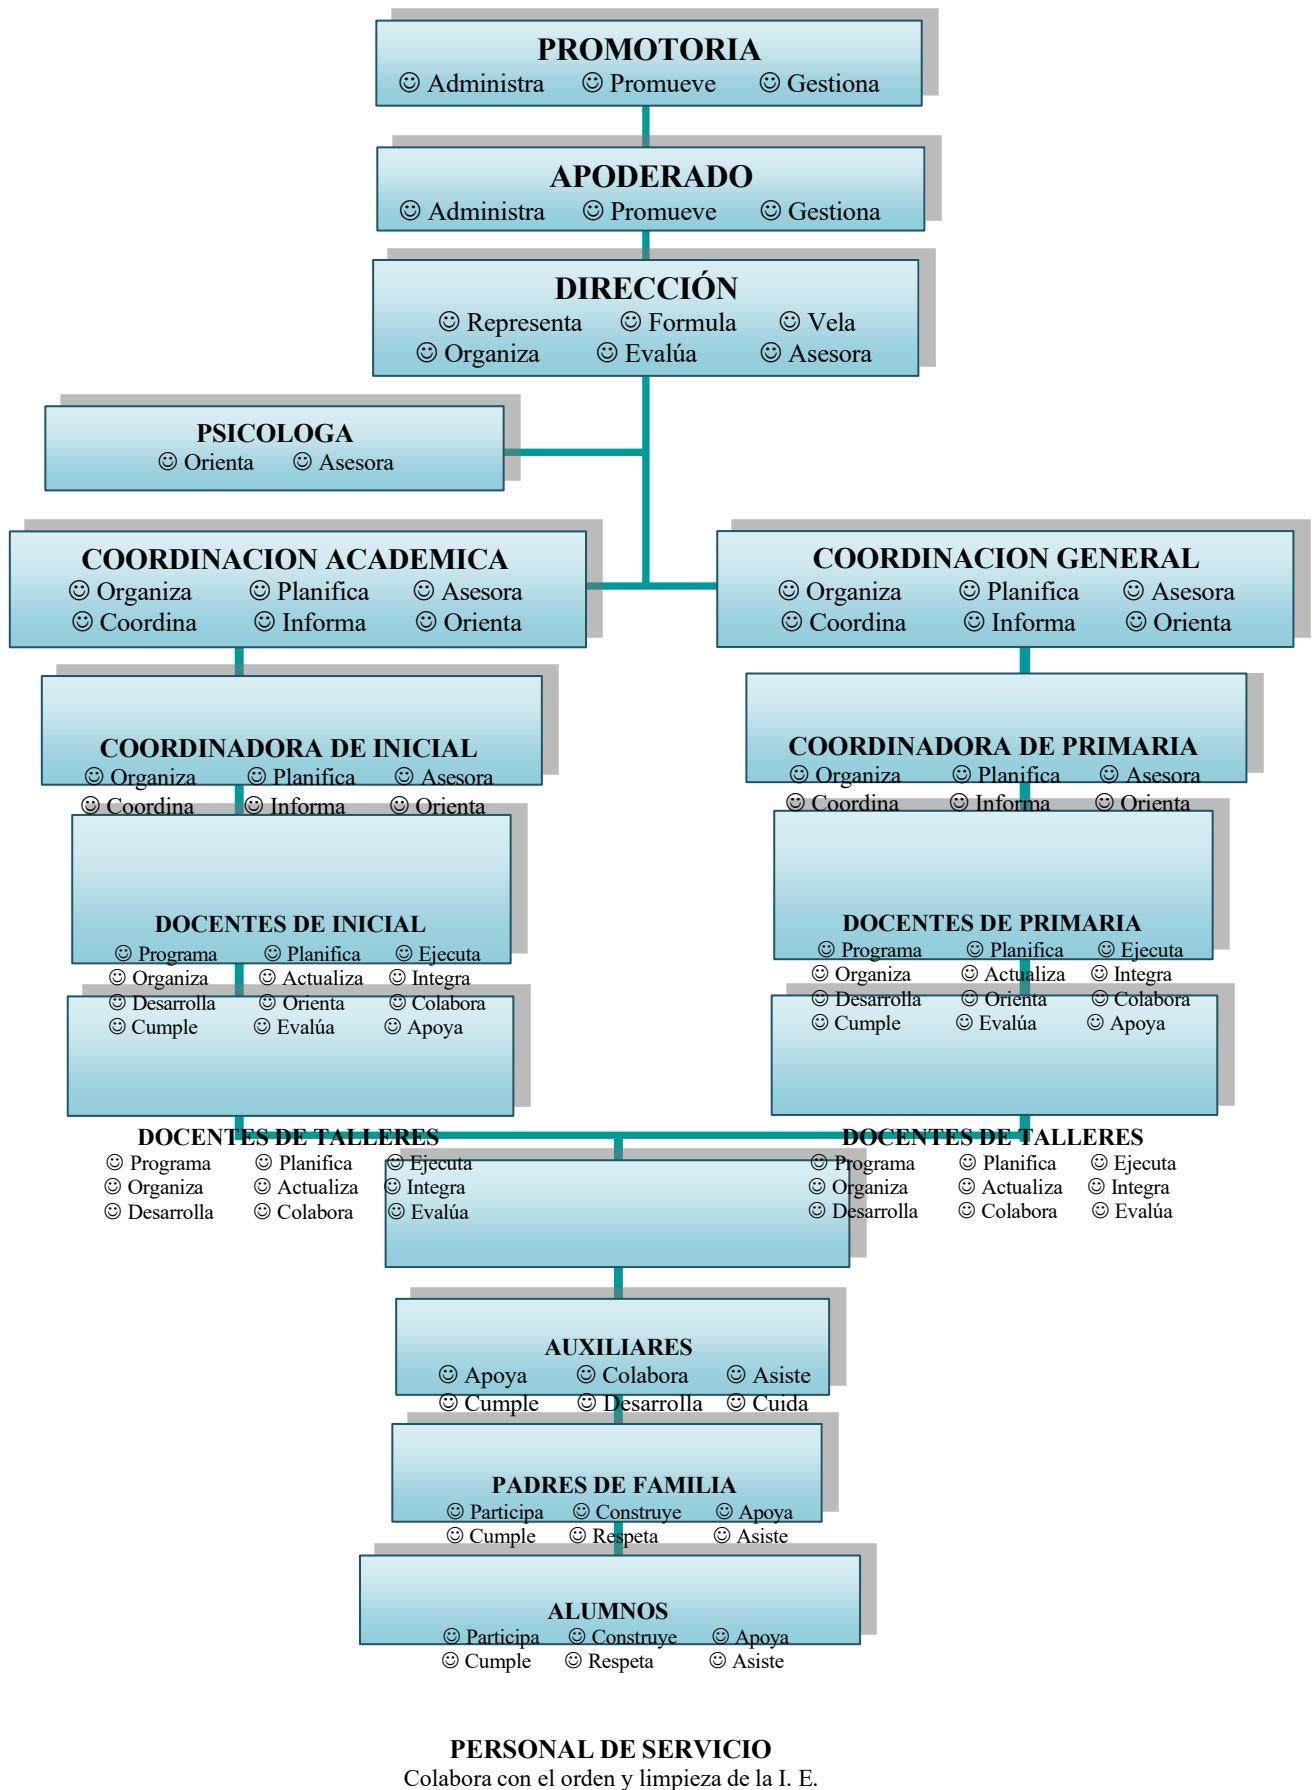 PROMOTORIA
☺ Administra ☺ Promueve ☺ Gestiona
APODERADO
☺ Administra ☺ Promueve ☺ Gestiona
DIRECCIÓN
☺ Representa ☺ Formula ☺ Vela
☺ Organiza ☺ Evalúa ☺ Asesora
PSICOLOGA
☺ Orienta ☺ Asesora
COORDINACION ACADEMICA
☺ Organiza ☺ Planifica ☺ Asesora
☺ Coordina ☺ Informa ☺ Orienta
COORDINACION GENERAL
☺ Organiza ☺ Planifica ☺ Asesora
☺ Coordina ☺ Informa ☺ Orienta
COORDINADORA DE INICIAL
☺ Organiza ☺ Planifica ☺ Asesora
☺ Coordina ☺ Informa ☺ Orienta
COORDINADORA DE PRIMARIA
☺ Organiza ☺ Planifica ☺ Asesora
☺ Coordina ☺ Informa ☺ Orienta
DOCENTES DE INICIAL
☺ Programa ☺ Planifica ☺ Ejecuta
☺ Organiza ☺ Actualiza ☺ Integra
☺ Desarrolla ☺ Orienta ☺ Colabora
☺ Cumple ☺ Evalúa ☺ Apoya
DOCENTES DE PRIMARIA
☺ Programa ☺ Planifica ☺ Ejecuta
☺ Organiza ☺ Actualiza ☺ Integra
☺ Desarrolla ☺ Orienta ☺ Colabora
☺ Cumple ☺ Evalúa ☺ Apoya
DOCENTES DE TALLERES
☺ Programa ☺ Planifica ☺ Ejecuta
☺ Organiza ☺ Actualiza ☺ Integra
☺ Desarrolla ☺ Colabora ☺ Evalúa
DOCENTES DE TALLERES
☺ Programa ☺ Planifica ☺ Ejecuta
☺ Organiza ☺ Actualiza ☺ Integra
☺ Desarrolla ☺ Colabora ☺ Evalúa
AUXILIARES
☺ Apoya ☺ Colabora ☺ Asiste
☺ Cumple ☺ Desarrolla ☺ Cuida
PADRES DE FAMILIA
☺ Participa ☺ Construye ☺ Apoya
☺ Cumple ☺ Respeta ☺ Asiste
ALUMNOS
☺ Participa ☺ Construye ☺ Apoya
☺ Cumple ☺ Respeta ☺ Asiste
PERSONAL DE SERVICIO
Colabora con el orden y limpieza de la I. E.